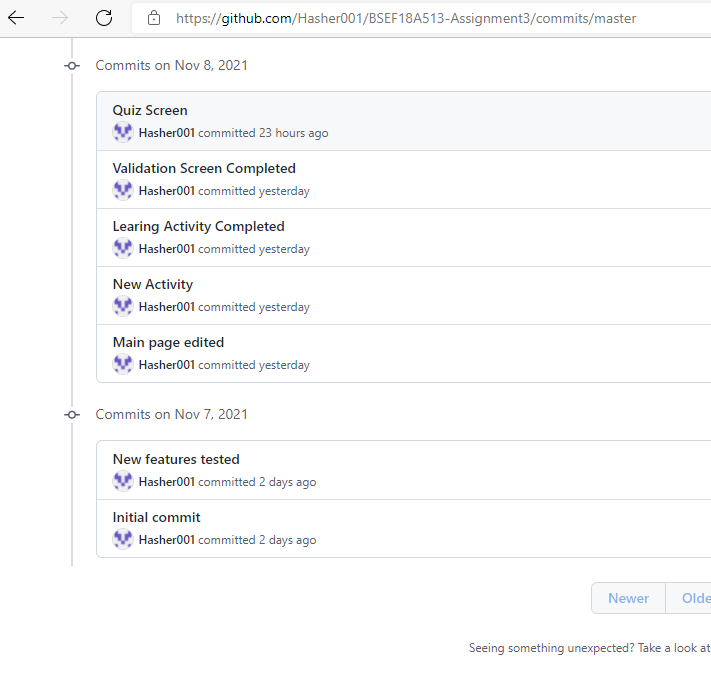 https://github.com/Hasher001/BSEF18A513-Assignment3/commits/master
Commits on Nov 8, 2021
Quiz Screen
Hasher001 committed 23 hours ago
Validation Screen Completed
Hasher001 committed yesterday
Learing Activity Completed
Hasher001 committed yesterday
New Activity
Hasher001 committed yesterday
Main page edited
Hasher001 committed yesterday
Commits on Nov 7, 2021
New features tested
Hasher001 committed 2 days ago
Initial commit
Hasher001 committed 2 days ago
Newer Olde
Seeing something unexpected? Take a look at